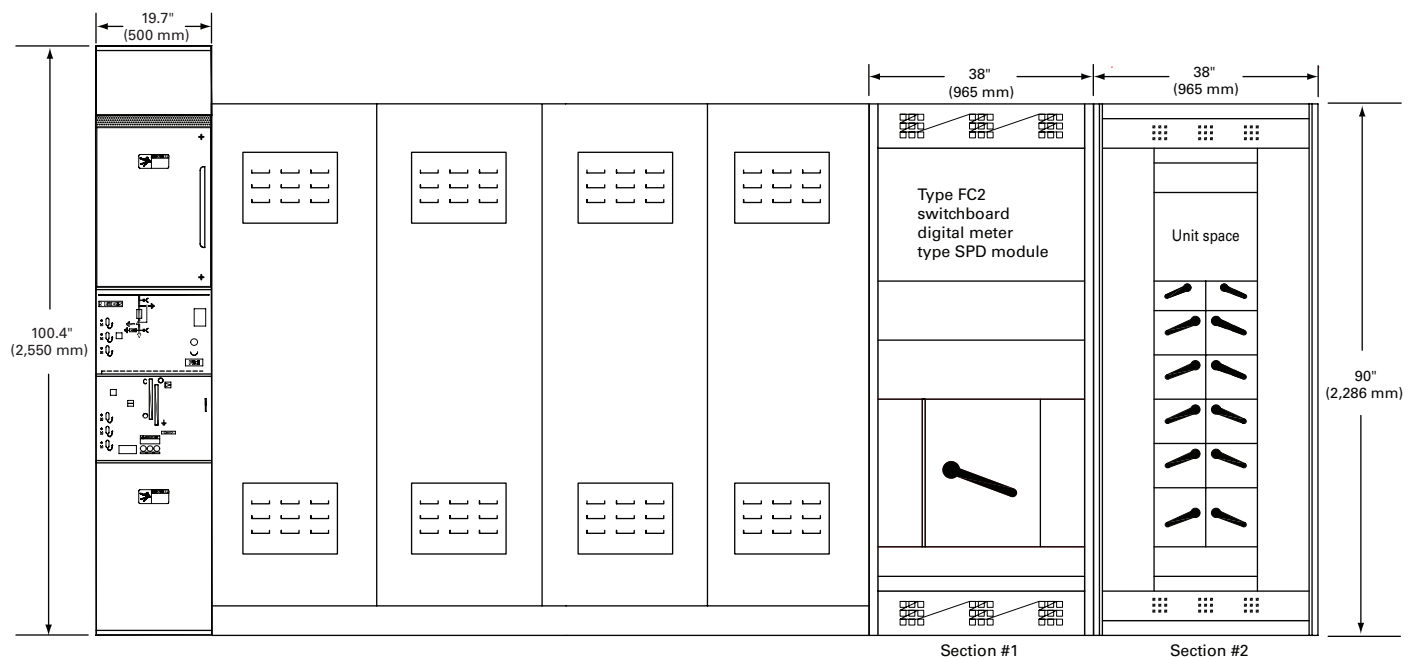 19.7"
(500 mm)
38"
(965 mm)
38"
(965 mm)
100.4"
(2,550 mm)
Type FC2
switchboard
digital meter
type SPD module
Unit space
90"
(2,286 mm)
Section #1
Section #2